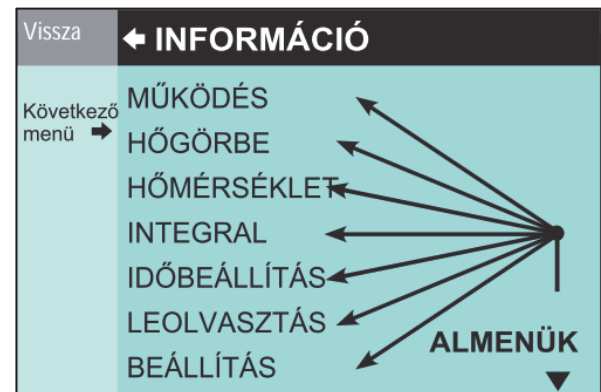 Vissza
INFORMÁCIÓ
Következő
menü
MŰKÖDÉS
HŐGÖRBE
HŐMÉRSÉKLET
INTEGRAL
IDŐBEÁLLÍTÁS
LEOLVASZTÁS
BEÁLLÍTÁS
ALMENÜK